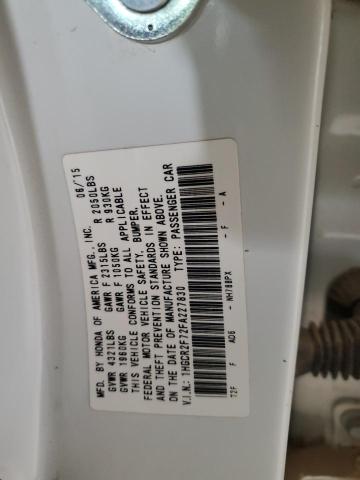 MFD. BY HONDA OF AMERICA MFG., INC. 06/15
GVWR 4321LBS GAWR F 2315LBS R 2050LBS
GVWR 1960KG GAWR F 1050KG R 930KG
THIS VEHICLE CONFORMS TO ALL APPLICABLE
FEDERAL MOTOR VEHICLE SAFETY, BUMPER,
AND THEFT PREVENTION STANDARDS IN EFFECT
ON THE DATE OF MANUFACTURE SHOWN ABOVE.
V.I.N.: 1HGCR2F72FA227830 TYPE: PASSENGER CAR
T2F F AD6 - NH788PX - F - A